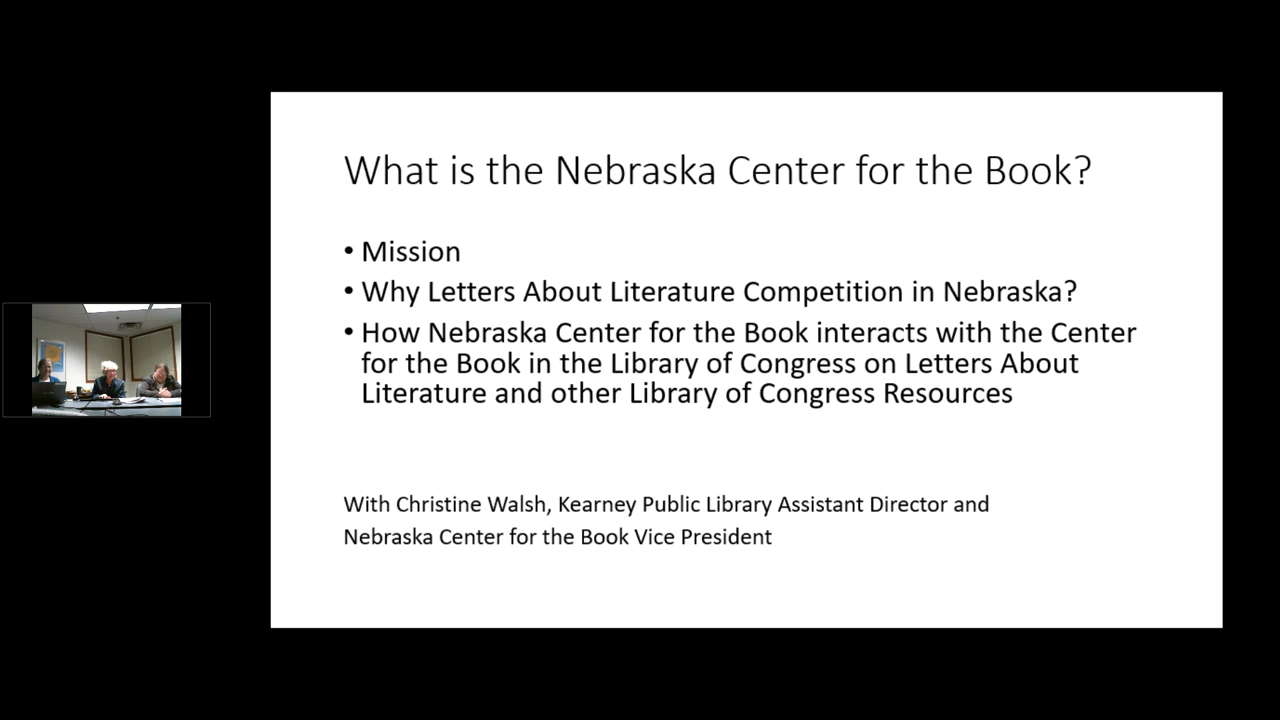 What is the Nebraska Center for the Book?
• Mission
• Why Letters About Literature Competition in Nebraska?
• How Nebraska Center for the Book interacts with the Center
for the Book in the Library of Congress on Letters About
Literature and other Library of Congress Resources
With Christine Walsh, Kearney Public Library Assistant Director and
Nebraska Center for the Book Vice President